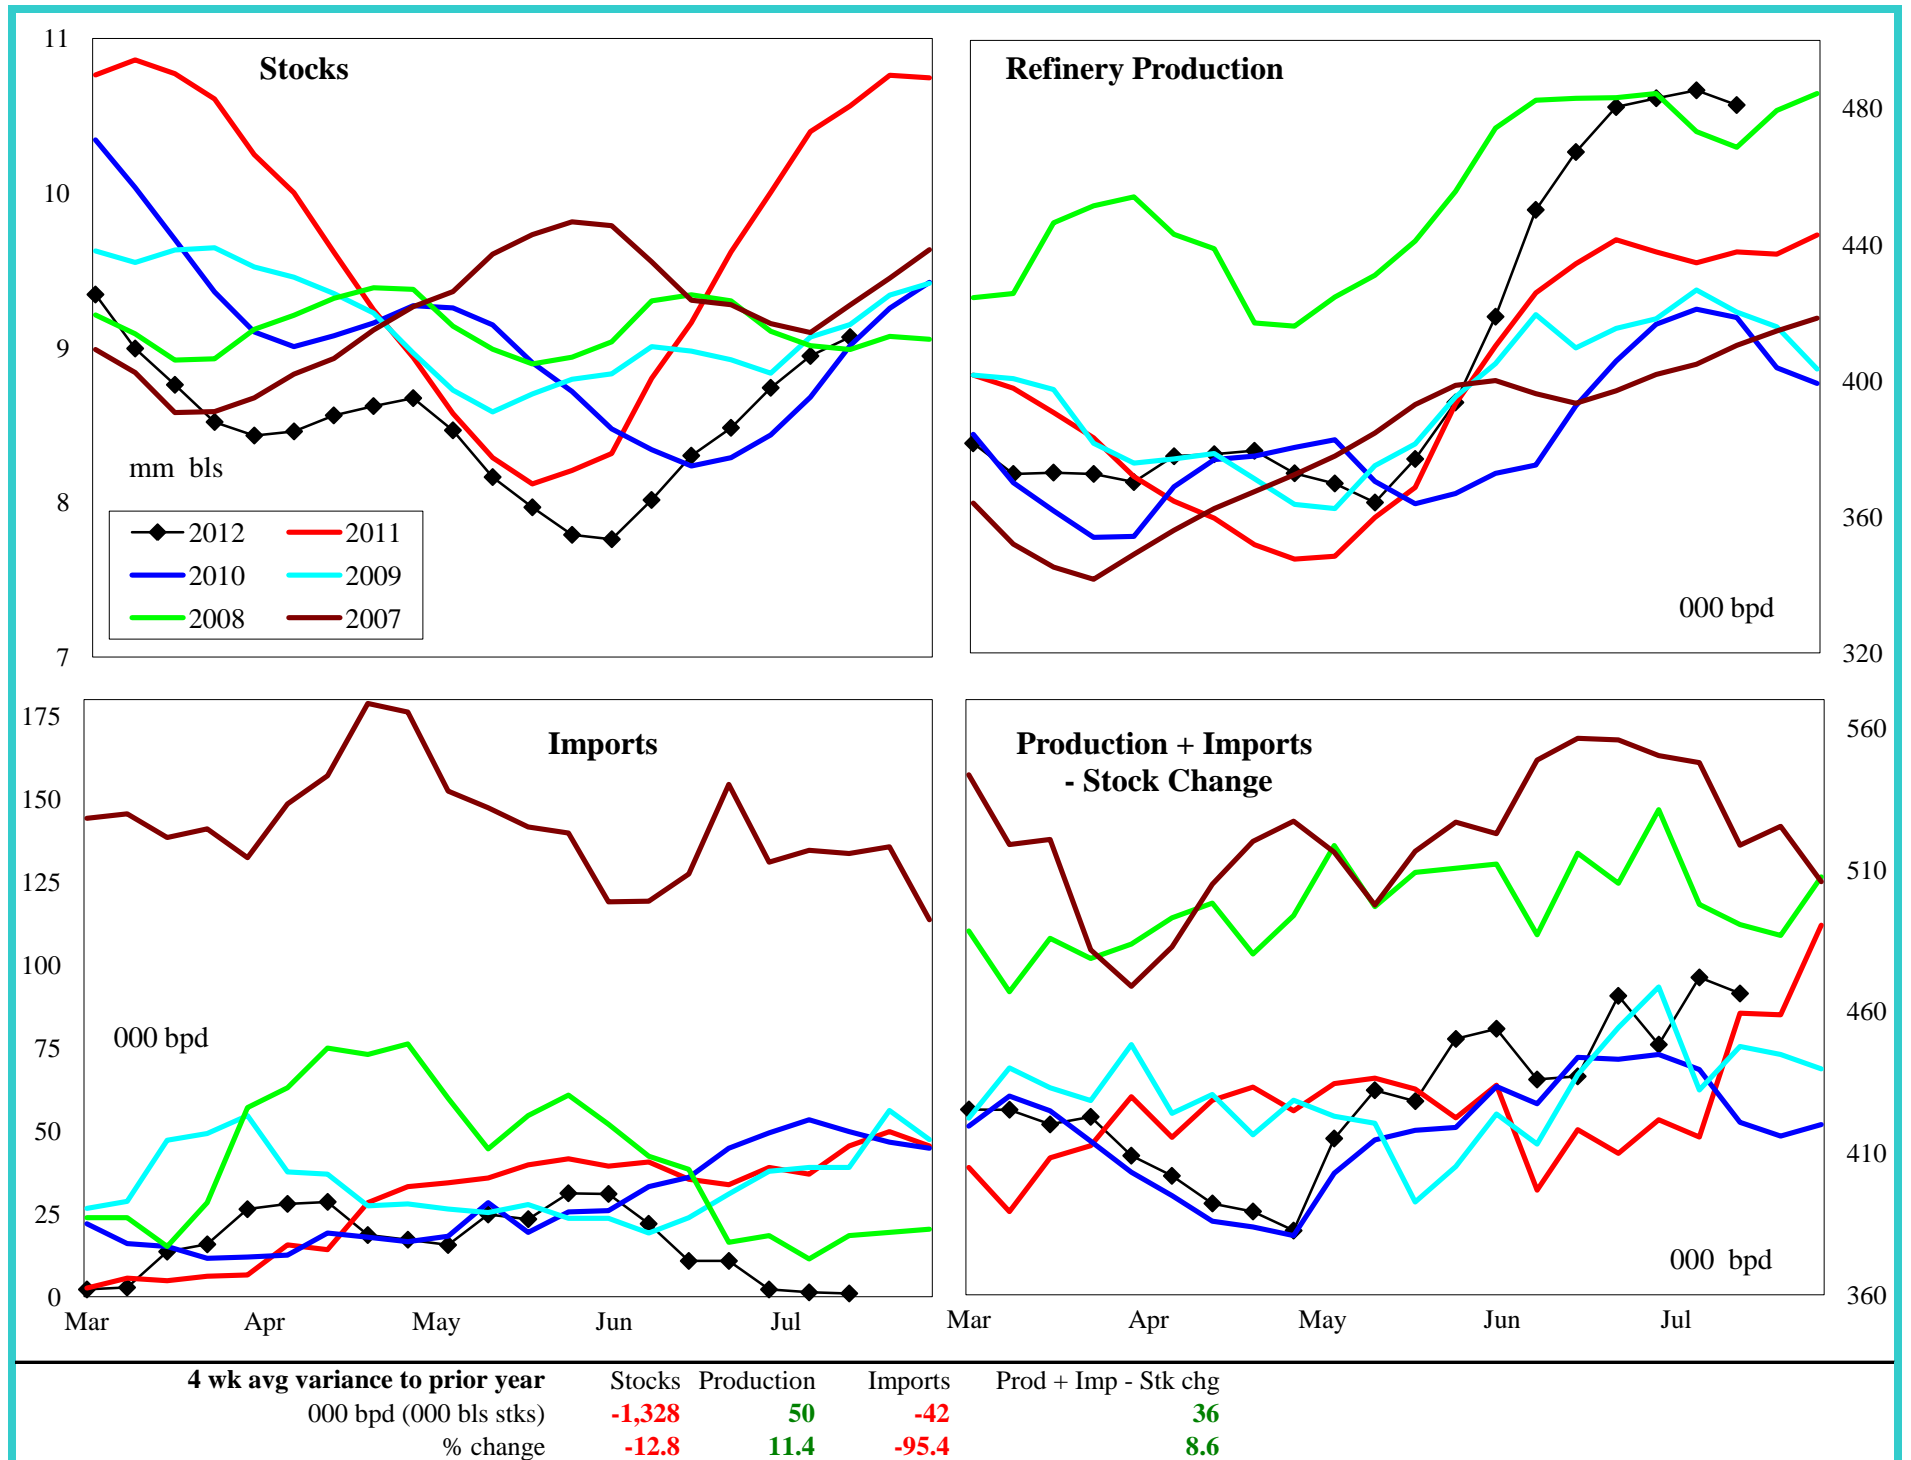 Stocks
11
10
9
8
7
mm bls
2012
2011
2010
2009
2008
2007
Refinery Production
480
440
400
360
320
000 bpd
Imports
175
150
125
100
75
50
25
0
000 bpd
Mar Apr May Jun Jul
Production + Imports
- Stock Change
560
510
460
410
360
000 bpd
Mar Apr May Jun Jul
4 wk avg variance to prior year Stocks Production Imports Prod + Imp - Stk chg
000 bpd (000 bls stks) -1,328 50 -42 36
% change -12.8 11.4 -95.4 8.6